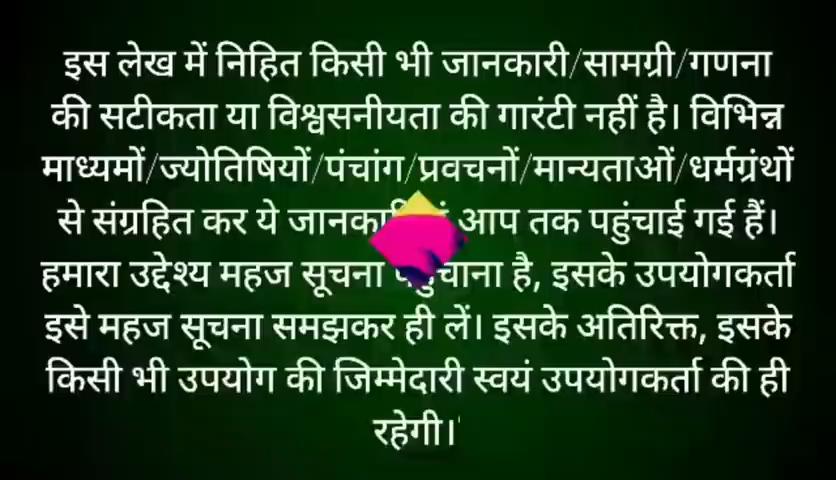 इस लेख में निहित किसी भी जानकारी/सामग्री/गणना
की सटीकता या विश्वसनीयता की गारंटी नहीं है। विभिन्न
माध्यमों/ज्योतिषियों/पंचांग/प्रवचनों/मान्यताओं/धर्मग्रंथों
से संग्रहित कर ये आप तक पहुंचाई गई हैं।
हमारा उद्देश्य महज सूचना है, इसके उपयोगकर्ता
इसे महज सूचना समझकर ही लें। इसके अतिरिक्त, इसके
किसी भी उपयोग की जिम्मेदारी स्वयं उपयोगकर्ता की ही
रहेगी।'